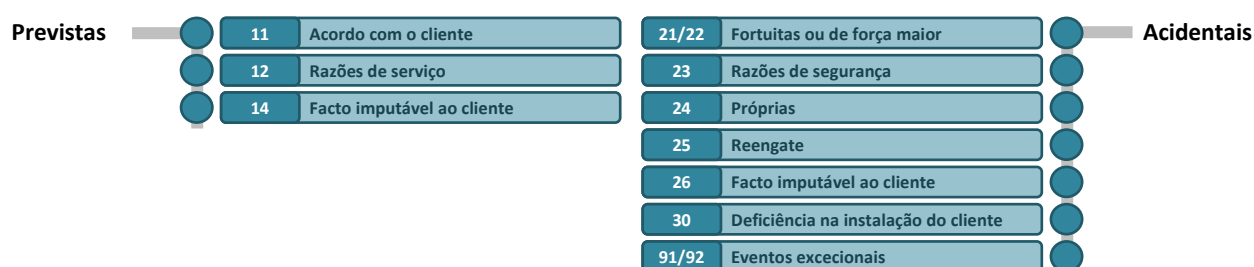 Previstas
11 Acordo com o cliente
12 Razões de serviço
14 Facto imputável ao cliente
Acidentais
21/22 Fortuitas ou de força maior
23 Razões de segurança
24 Próprias
25 Reengate
26 Facto imputável ao cliente
30 Deficiência na instalação do cliente
91/92 Eventos excecionais